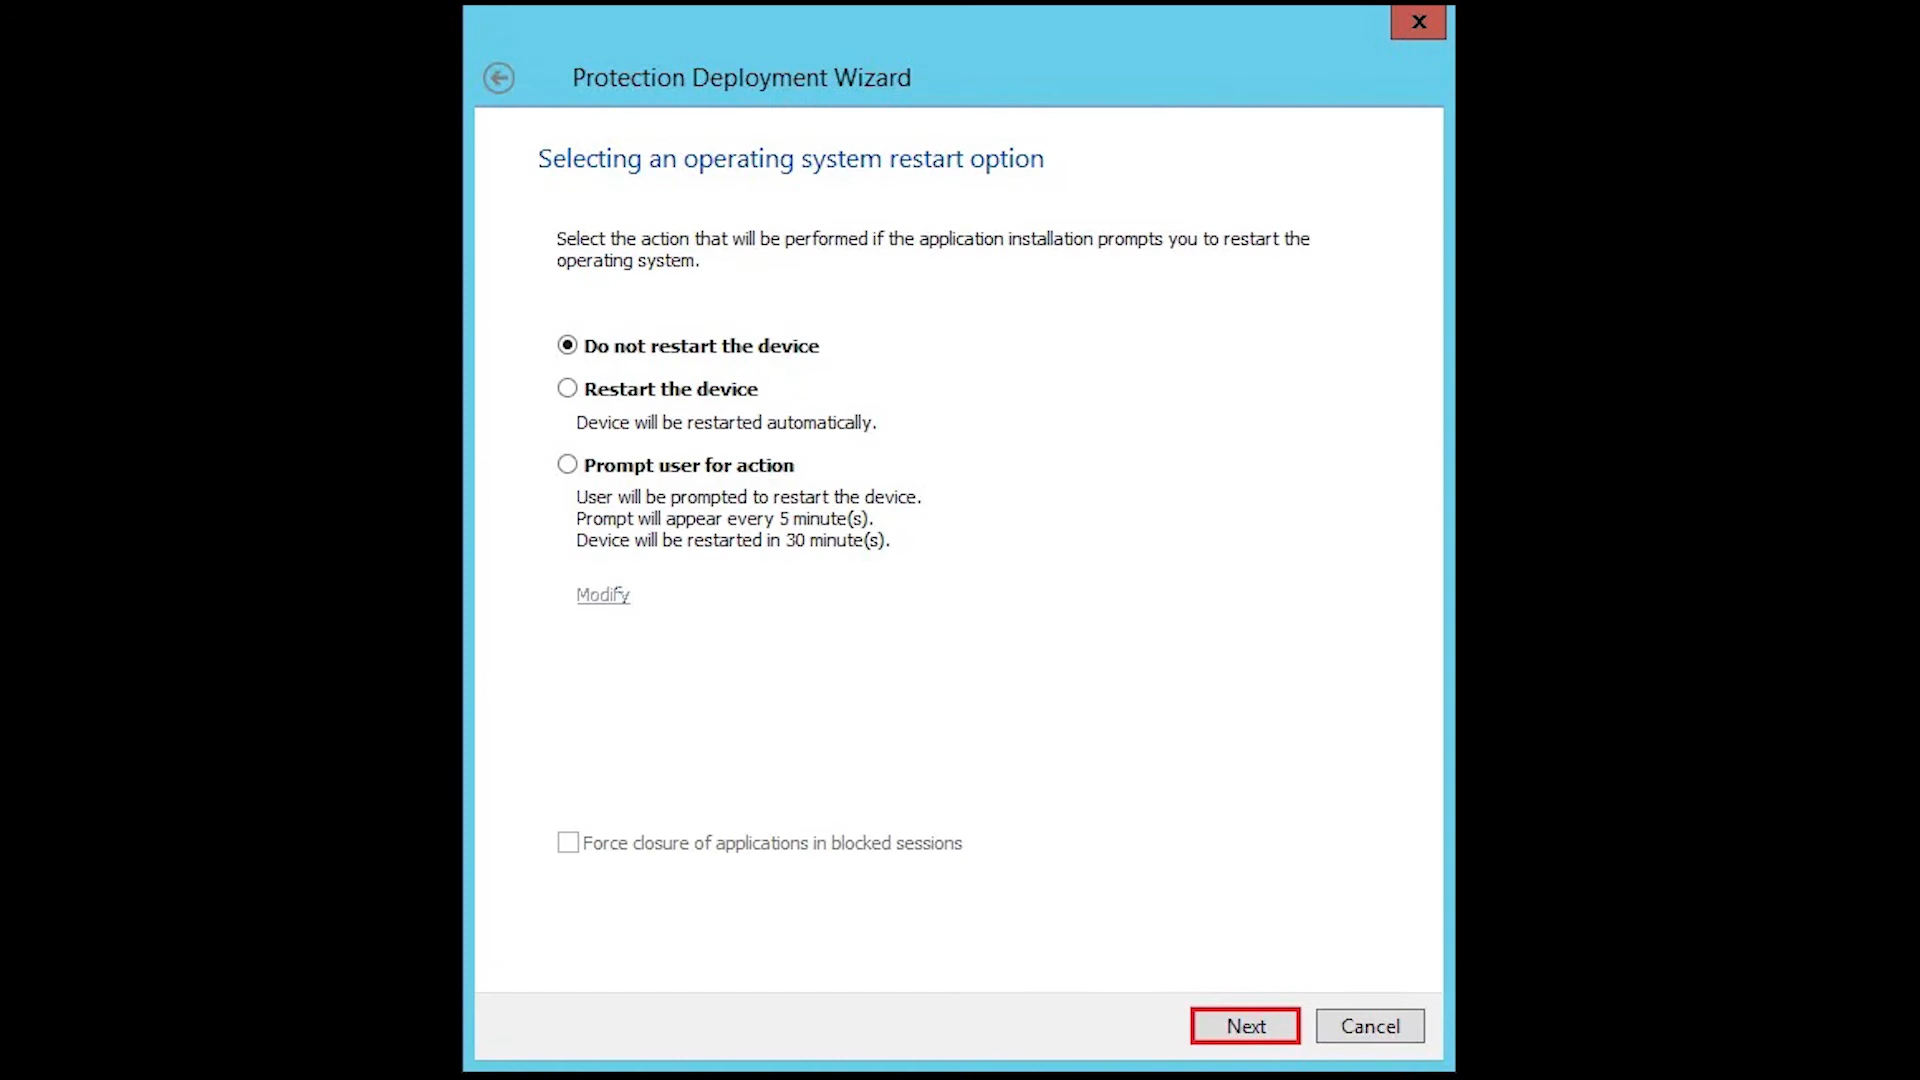 x
Protection Deployment Wizard
Selecting an operating system restart option
Select the action that will be performed if the application installation prompts you to restart the
operating system.
Do not restart the device
Restart the device
Device will be restarted automatically.
Prompt user for action
User will be prompted to restart the device.
Prompt will appear every 5 minute(s).
Device will be restarted in 30 minute(s).
Modify
Force closure of applications in blocked sessions
Next
Cancel